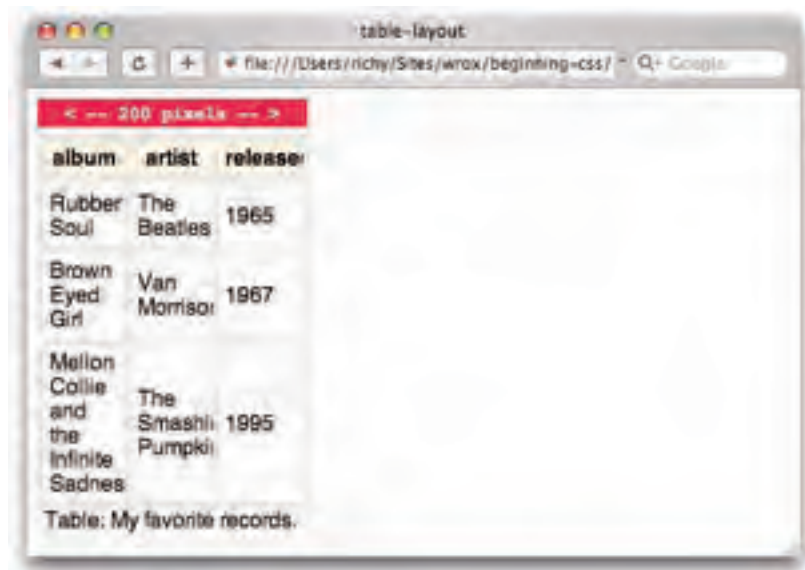 table-layout
file:///Users/richy/Sites/wrox/beginning-css/
Google
< -- 200 pixels -- >
album artist release
Rubber Soul
The Beatles
1965
Brown Eyed Girl
Van Morriso
1967
Mellon Collie and the Infinite Sadnes
The Smashi Pumpki
1995
Table: My favorite records.